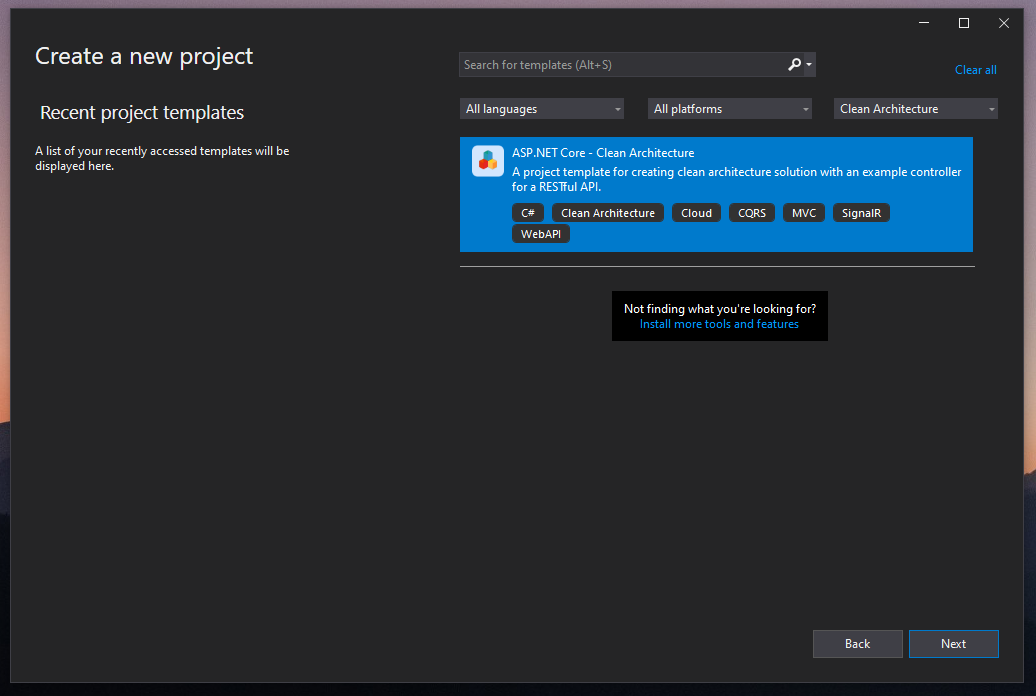 Create a new project
Search for templates (Alt+S)
Clear all
Recent project templates
All languages
All platforms
Clean Architecture
A list of your recently accessed templates will be
displayed here.
ASP.NET Core - Clean Architecture
A project template for creating clean architecture solution with an example controller
for a RESTful API.
C# Clean Architecture Cloud CQRS MVC SignalR
WebAPI
Not finding what you're looking for?
Install more tools and features
Back
Next